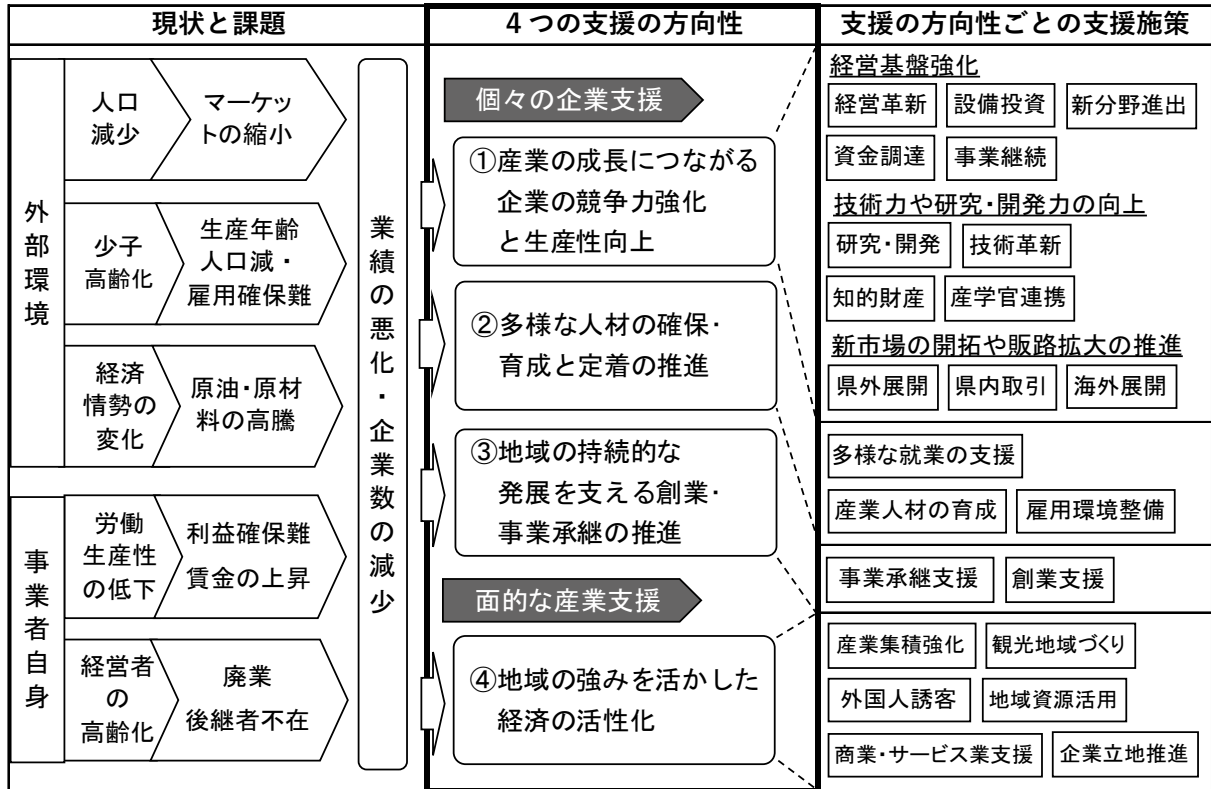 現状と課題
4つの支援の方向性
支援の方向性ごとの支援施策
外部環境
人口
減少
マーケッ
トの縮小
少子
高齢化
生産年齢
人口減・
雇用確保難
経済
情勢の
変化
原油・原材
料の高騰
事業者自身
労働
生産性
の低下
利益確保難
賃金の上昇
経営者
の
高齢化
廃業
後継者不在
業績の悪化・企業数の減少
個々の企業支援
①産業の成長につながる
企業の競争力強化
と生産性向上
②多様な人材の確保・
育成と定着の推進
③地域の持続的な
発展を支える創業・
事業承継の推進
面的な産業支援
④地域の強みを活かした
経済の活性化
経営基盤強化
経営革新 設備投資 新分野進出
資金調達 事業継続
技術力や研究・開発力の向上
研究・開発 技術革新
知的財産 産学官連携
新市場の開拓や販路拡大の推進
県外展開 県内取引 海外展開
多様な就業の支援
産業人材の育成 雇用環境整備
事業承継支援 創業支援
産業集積強化 観光地域づくり
外国人誘客 地域資源活用
商業・サービス業支援 企業立地推進